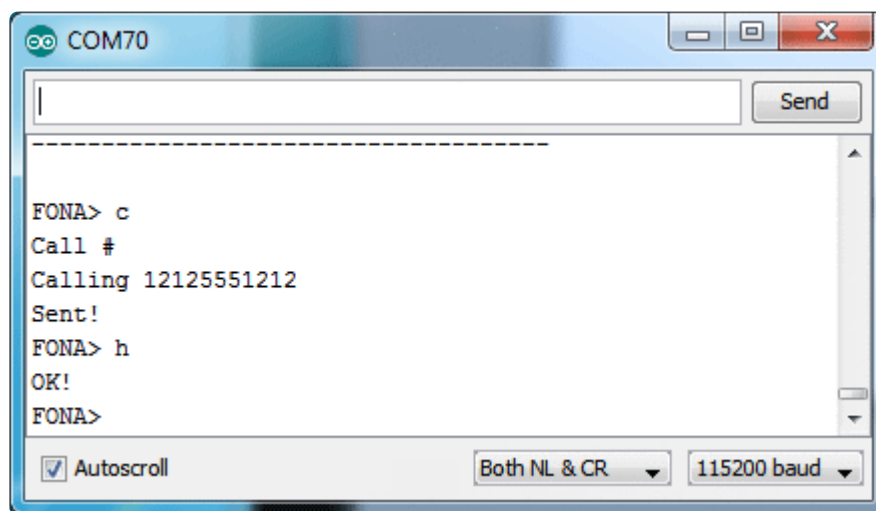 COM70
Send
---------------------------------------
FONA> c
Call #
Calling 12125551212
Sent!
FONA> h
OK!
FONA>
Autoscroll
Both NL & CR
115200 baud